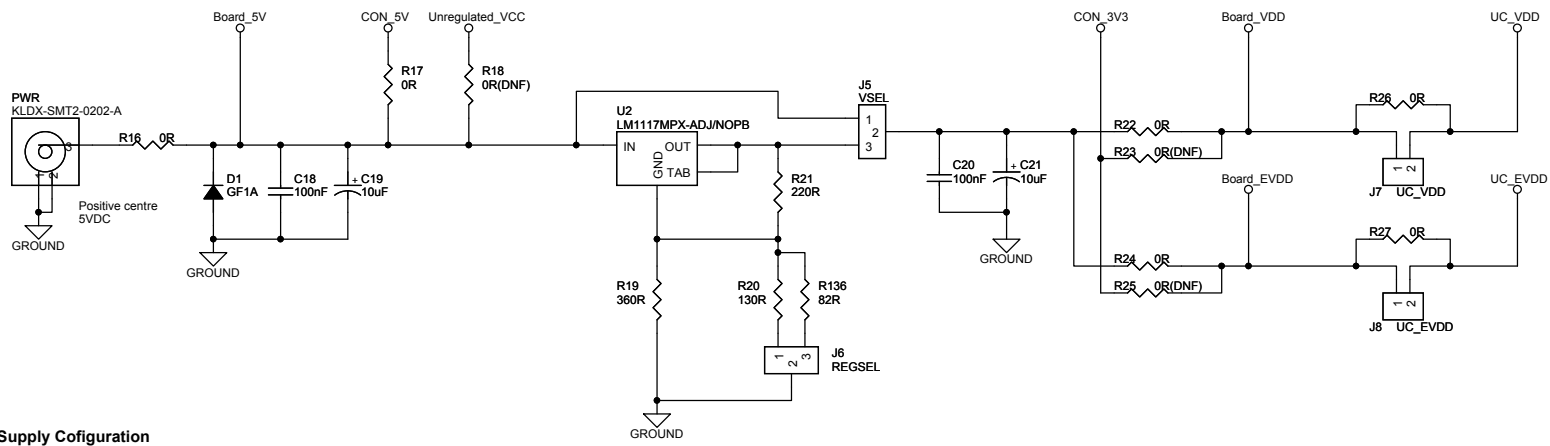 Board_5V
CON_5V
Unregulated_VCC
CON_3V3
Board_VDD
UC_VDD
R17
0R
R18
0R(DNF)
J5
VSEL
1
2
3
R26 0R
PWR
KLDX-SMT2-0202-A
3
1
2
R16 0R
U2
LM1117MPX-ADJ/NOPB
IN
OUT
GND
TAB
R22 0R
R23 0R(DNF)
1
2
J7 UC_VDD
D1
GF1A
C18
100nF
+
C19
10uF
R21
220R
C20
100nF
+
C21
10uF
Board_EVDD
UC_EVDD
Positive centre
5VDC
GROUND
GROUND
GROUND
R27 0R
R24 0R
R25 0R(DNF)
1
2
J8 UC_EVDD
R19
360R
R20
130R
R136
82R
1
2
3
J6
REGSEL
GROUND
Supply Cofiguration